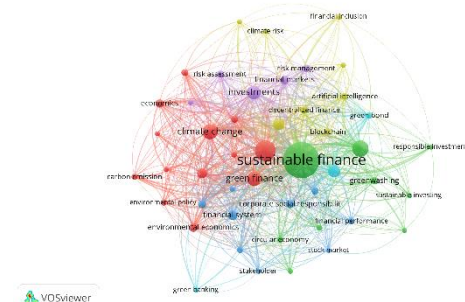 financial inclusion
climate risk
risk management
risk assessment
financial markets
investments
artificial intelligence
economics
decentralized finance
green bond
climate change
blockchain
responsible investment
sustainable finance
carbon emission
green finance
greenwashing
sustainable investing
environmental policy
corporate social responsible
financial system
financial performance
environmental economics
circular economy
stock market
stakeholder
green banking
VOSviewer